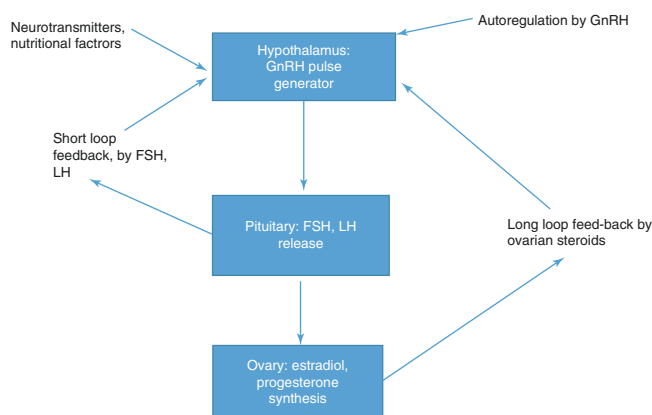 Neurotransmitters,
nutritional factrors
Autoregulation by GnRH
Hypothalamus:
GnRH pulse
generator
Short loop
feedback, by FSH,
LH
Pituitary: FSH, LH
release
Long loop feed-back by
ovarian steroids
Ovary: estradiol,
progesterone
synthesis